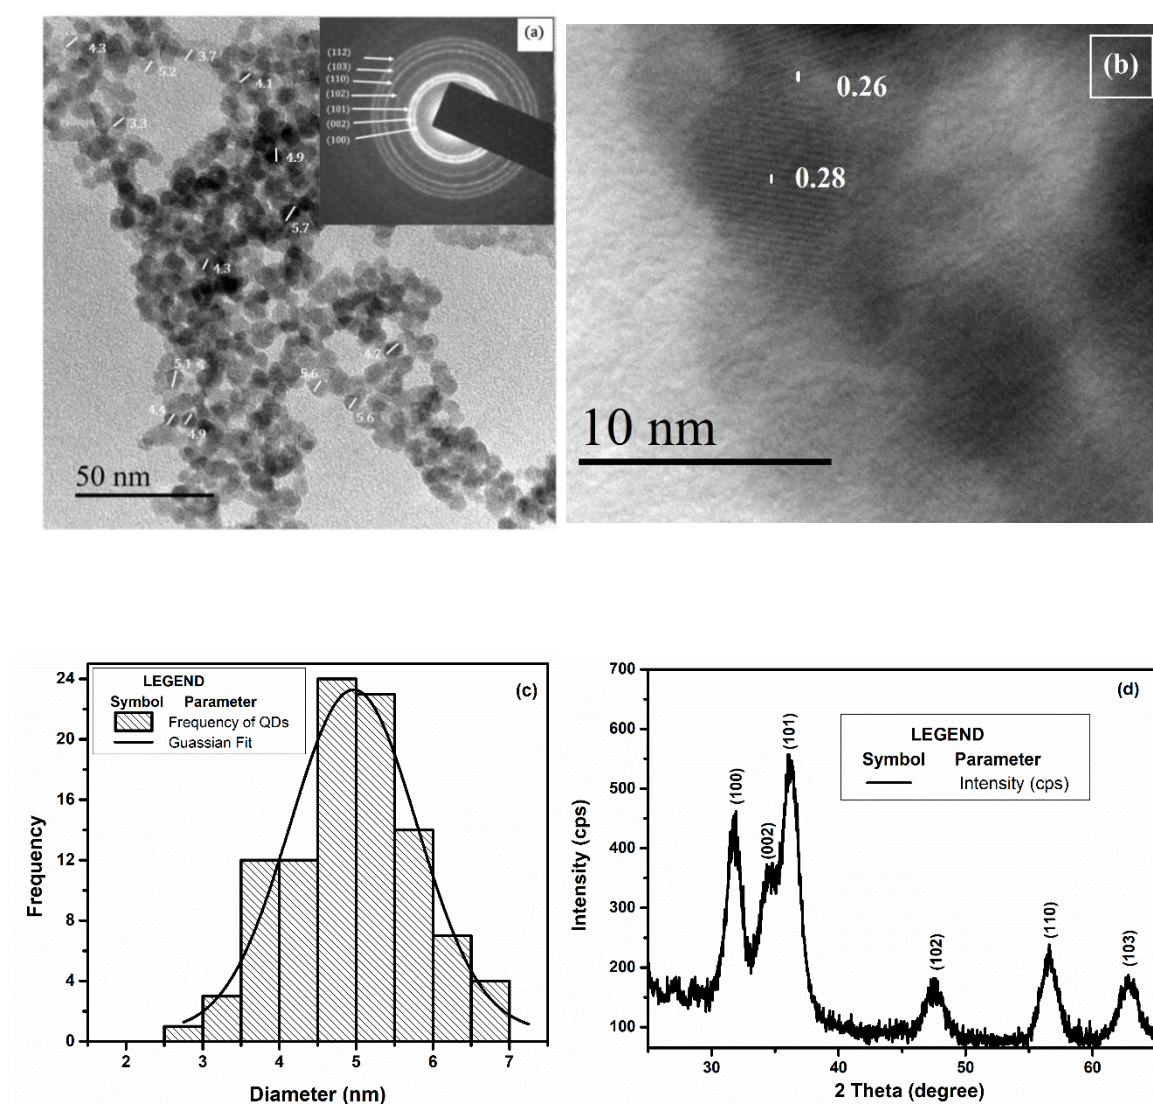 (a)
4.3
3.7
5.2
4.1
3.3
4.9
5.7
4.3
4.2
5.1
5.6
5.6
4.4
4.9
50 nm
(112)
(103)
(110)
(102)
(101)
(002)
(100)
(b)
0.26
0.28
10 nm
(c)
LEGEND
Symbol Parameter
Frequency of QDs
Guassian Fit
24
20
16
12
8
4
0
Frequency
2 3 4 5 6 7
Diameter (nm)
(d)
LEGEND
Symbol Parameter
Intensity (cps)
700
600
500
400
300
200
100
Intensity (cps)
(100)
(002)
(101)
(102)
(110)
(103)
30 40 50 60
2 Theta (degree)